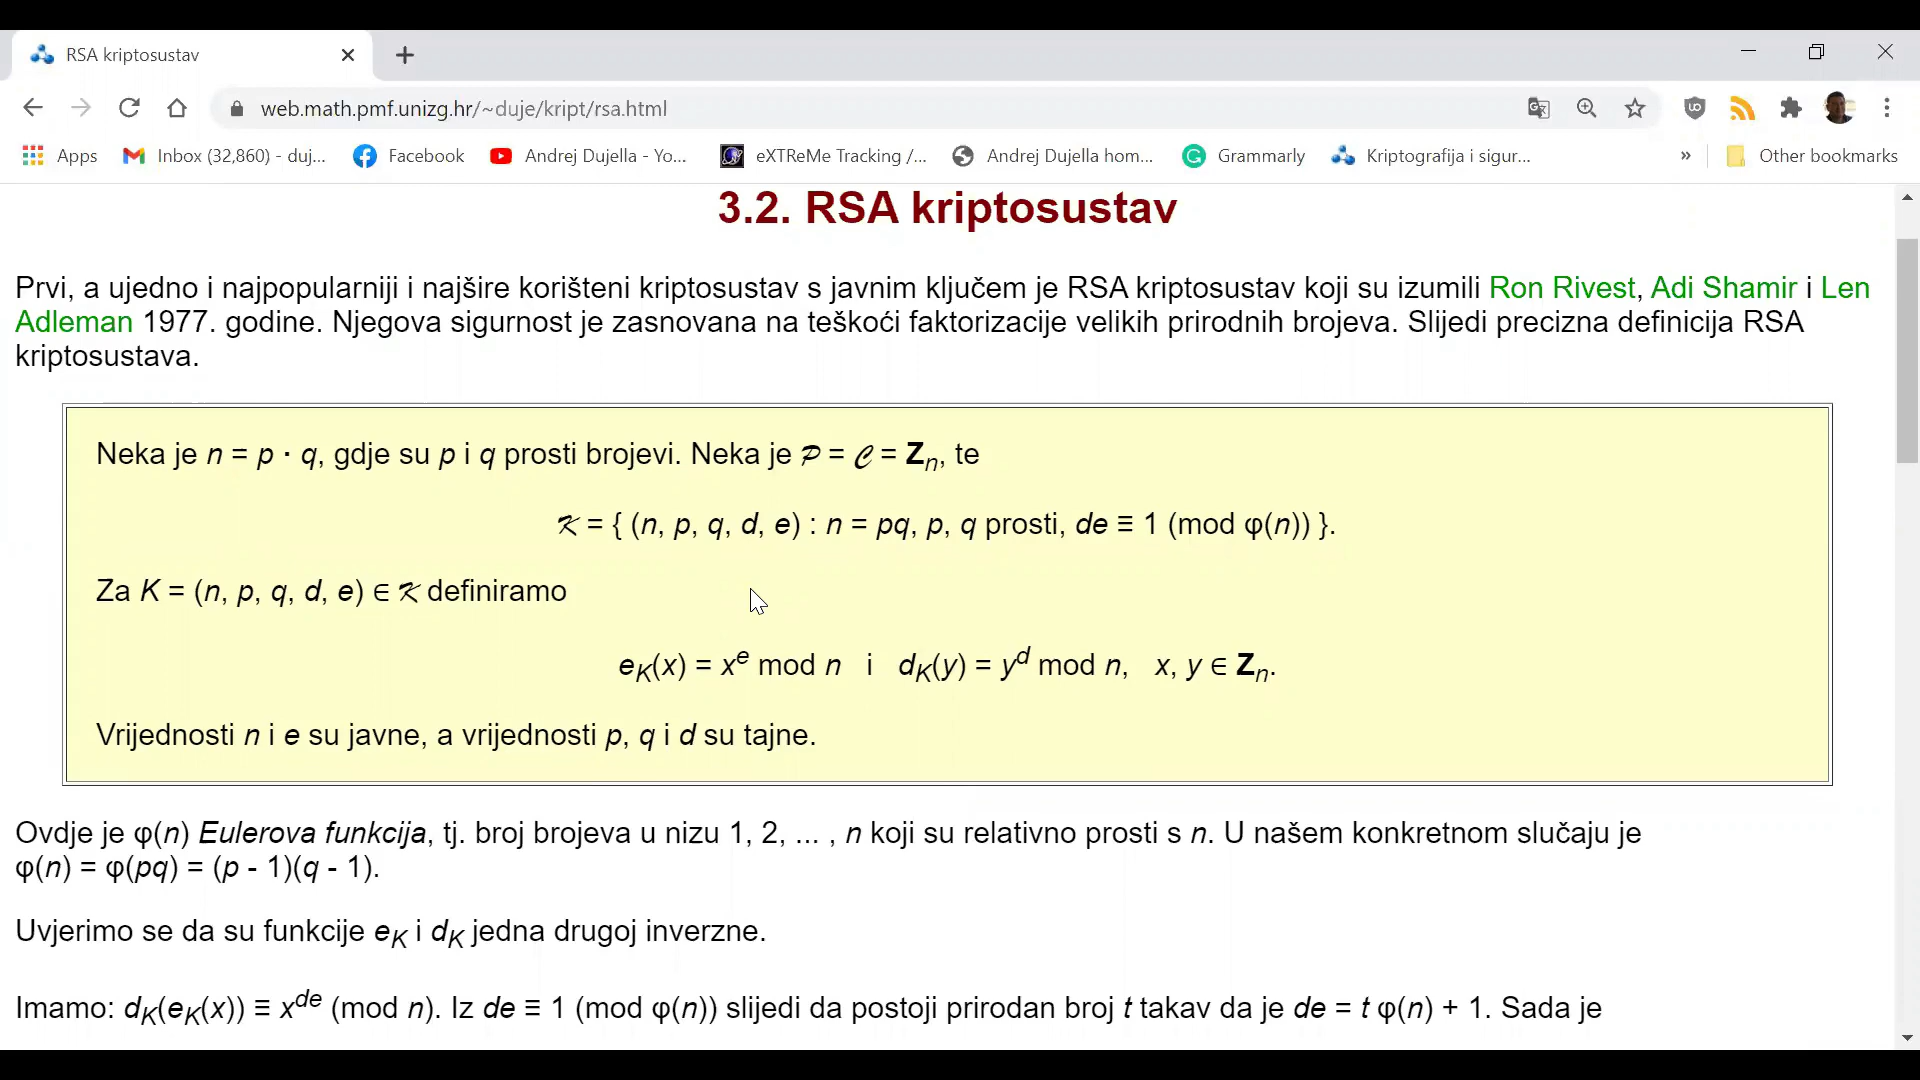 RSA kriptosustav
web.math.pmf.unizg.hr/~duje/kript/rsa.html
Apps
Inbox (32,860) - duj...
Facebook
Andrej Dujella - Yo...
eXTReMe Tracking /...
Andrej Dujella hom...
Grammarly
Kriptografija i sigur...
»
Other bookmarks
3.2. RSA kriptosustav
Prvi, a ujedno i najpopularniji i najšire korišteni kriptosustav s javnim ključem je RSA kriptosustav koji su izumili Ron Rivest, Adi Shamir i Len
Adleman 1977. godine. Njegova sigurnost je zasnovana na teškoći faktorizacije velikih prirodnih brojeva. Slijedi precizna definicija RSA
kriptosustava.
Neka je n = p · q, gdje su p i q prosti brojevi. Neka je 𝒫 = 𝒞 = Zₙ, te
𝒦 = { (n, p, q, d, e) : n = pq, p, q prosti, de ≡ 1 (mod φ(n)) }.
Za K = (n, p, q, d, e) ∈ 𝒦 definiramo
e_K(x) = x^e mod n i d_K(y) = y^d mod n, x, y ∈ Zₙ.
Vrijednosti n i e su javne, a vrijednosti p, q i d su tajne.
Ovdje je φ(n) Eulerova funkcija, tj. broj brojeva u nizu 1, 2, ... , n koji su relativno prosti s n. U našem konkretnom slučaju je
φ(n) = φ(pq) = (p - 1)(q - 1).
Uvjerimo se da su funkcije e_K i d_K jedna drugoj inverzne.
Imamo: d_K(e_K(x)) ≡ x^de (mod n). Iz de ≡ 1 (mod φ(n)) slijedi da postoji prirodan broj t takav da je de = t φ(n) + 1. Sada je